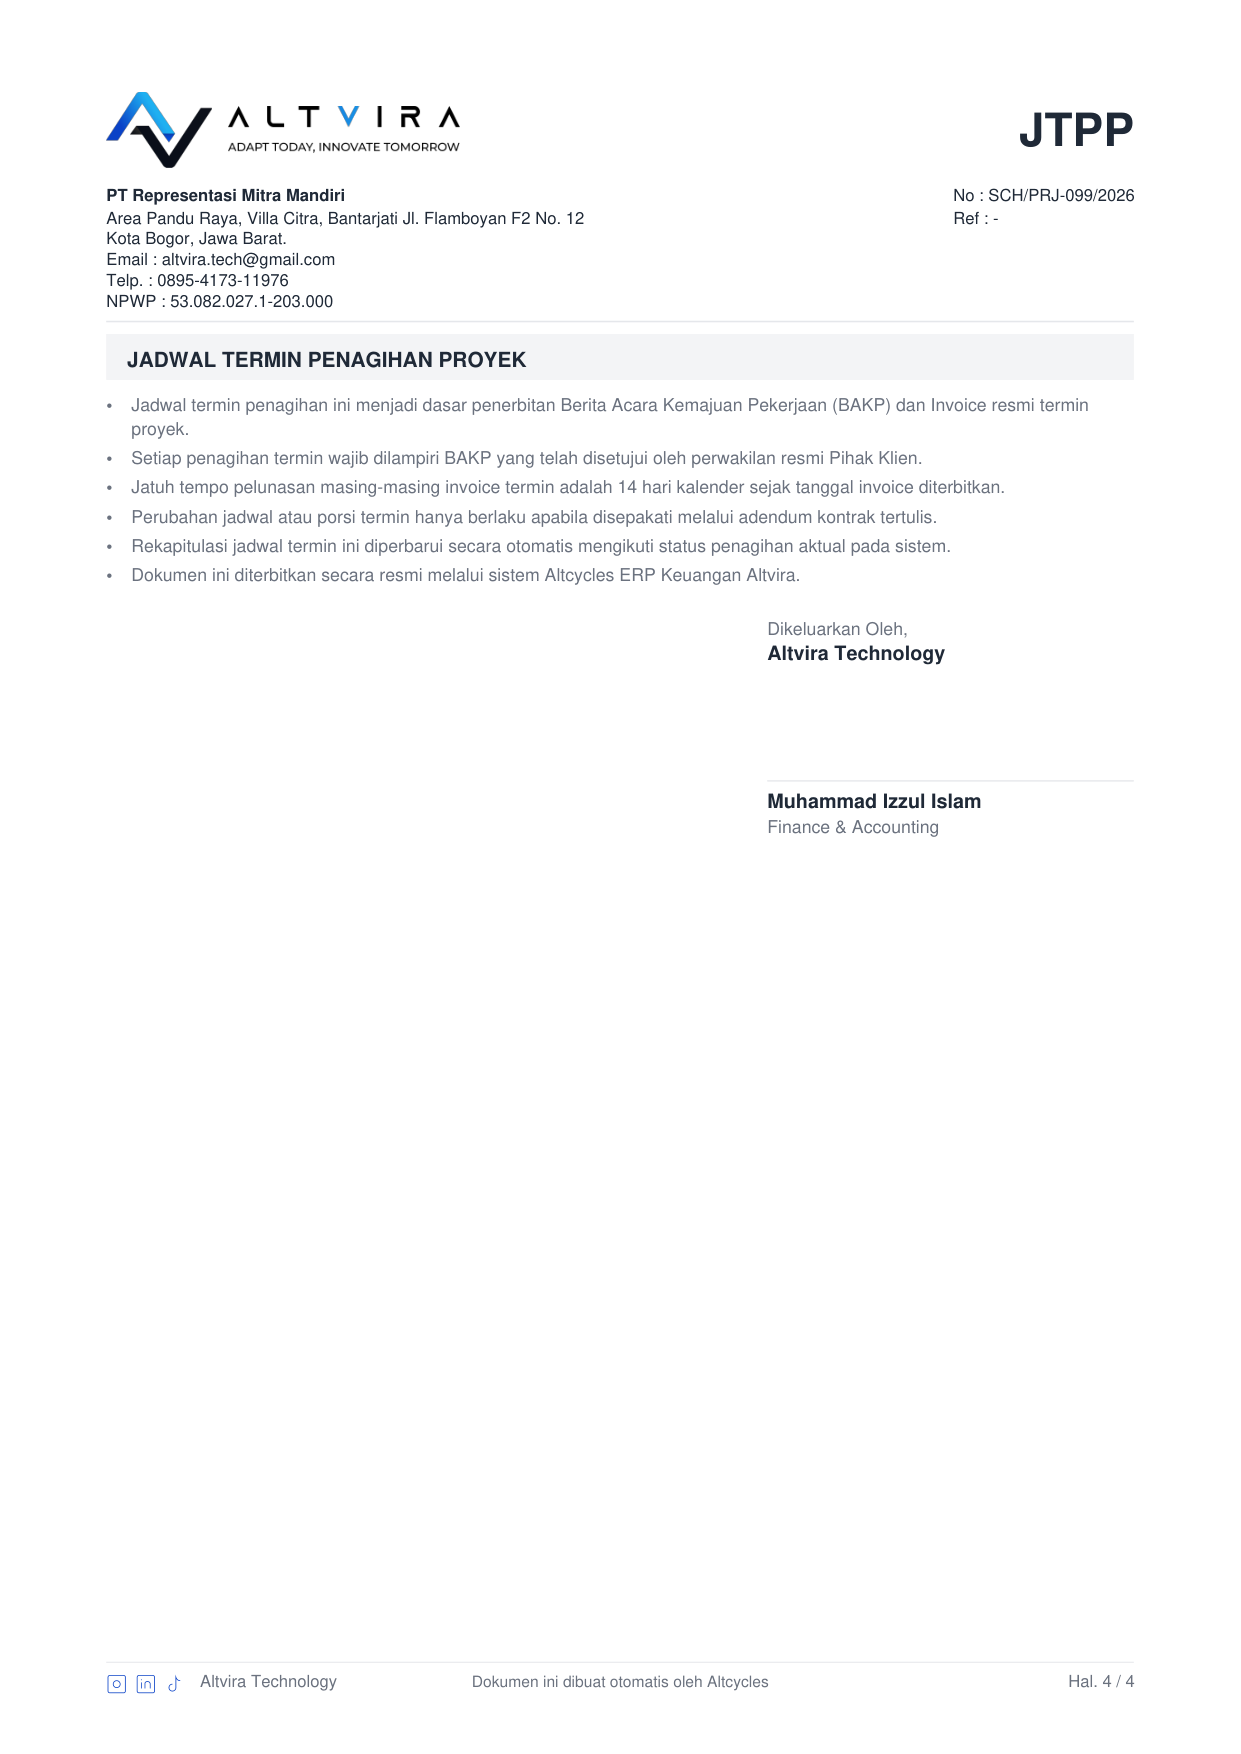 ALTVIRA
ADAPT TODAY, INNOVATE TOMORROW
JTPP
PT Representasi Mitra Mandiri
Area Pandu Raya, Villa Citra, Bantarjati Jl. Flamboyan F2 No. 12
Kota Bogor, Jawa Barat.
Email : altvira.tech@gmail.com
Telp. : 0895-4173-11976
NPWP : 53.082.027.1-203.000
No : SCH/PRJ-099/2026
Ref : -
JADWAL TERMIN PENAGIHAN PROYEK
• Jadwal termin penagihan ini menjadi dasar penerbitan Berita Acara Kemajuan Pekerjaan (BAKP) dan Invoice resmi termin
proyek.
• Setiap penagihan termin wajib dilampiri BAKP yang telah disetujui oleh perwakilan resmi Pihak Klien.
• Jatuh tempo pelunasan masing-masing invoice termin adalah 14 hari kalender sejak tanggal invoice diterbitkan.
• Perubahan jadwal atau porsi termin hanya berlaku apabila disepakati melalui adendum kontrak tertulis.
• Rekapitulasi jadwal termin ini diperbarui secara otomatis mengikuti status penagihan aktual pada sistem.
• Dokumen ini diterbitkan secara resmi melalui sistem Altcycles ERP Keuangan Altvira.
Dikeluarkan Oleh,
Altvira Technology
Muhammad Izzul Islam
Finance & Accounting
Altvira Technology
Dokumen ini dibuat otomatis oleh Altcycles
Hal. 4 / 4